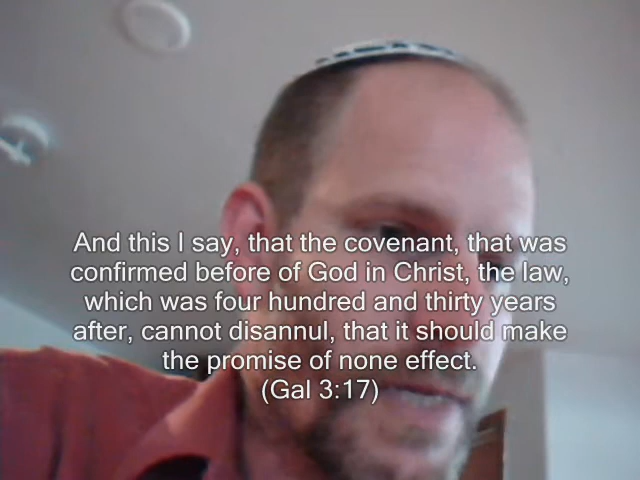 And this I say, that the covenant, that was
confirmed before of God in Christ, the law,
which was four hundred and thirty years
after, cannot disannul, that it should make
the promise of none effect.
(Gal 3:17)